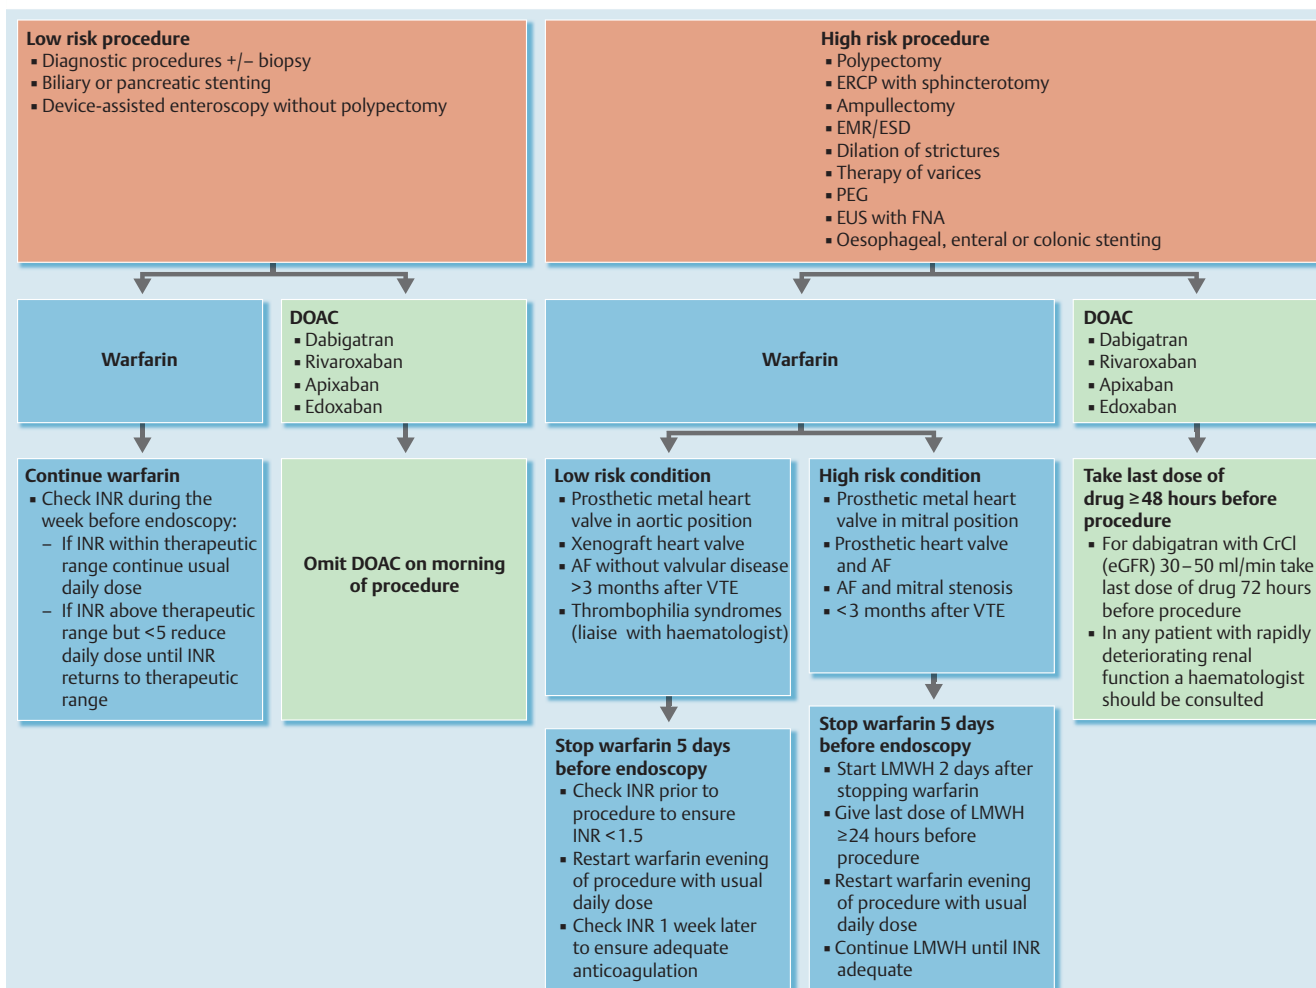 Low risk procedure
▪ Diagnostic procedures +/– biopsy
▪ Biliary or pancreatic stenting
▪ Device-assisted enteroscopy without polypectomy
High risk procedure
▪ Polypectomy
▪ ERCP with sphincterotomy
▪ Ampullectomy
▪ EMR/ESD
▪ Dilation of strictures
▪ Therapy of varices
▪ PEG
▪ EUS with FNA
▪ Oesophageal, enteral or colonic stenting
Warfarin
DOAC
▪ Dabigatran
▪ Rivaroxaban
▪ Apixaban
▪ Edoxaban
Warfarin
DOAC
▪ Dabigatran
▪ Rivaroxaban
▪ Apixaban
▪ Edoxaban
Continue warfarin
▪ Check INR during the
week before endoscopy:
– If INR within therapeutic
range continue usual
daily dose
– If INR above therapeutic
range but <5 reduce
daily dose until INR
returns to therapeutic
range
Omit DOAC on morning
of procedure
Low risk condition
▪ Prosthetic metal heart
valve in aortic position
▪ Xenograft heart valve
▪ AF without valvular disease
>3 months after VTE
▪ Thrombophilia syndromes
(liaise with haematologist)
High risk condition
▪ Prosthetic metal heart
valve in mitral position
▪ Prosthetic heart valve
and AF
▪ AF and mitral stenosis
▪ <3 months after VTE
Take last dose of
drug ≥48 hours before
procedure
▪ For dabigatran with CrCl
(eGFR) 30–50 ml/min take
last dose of drug 72 hours
before procedure
▪ In any patient with rapidly
deteriorating renal
function a haematologist
should be consulted
Stop warfarin 5 days
before endoscopy
▪ Check INR prior to
procedure to ensure
INR <1.5
▪ Restart warfarin evening
of procedure with usual
daily dose
▪ Check INR 1 week later
to ensure adequate
anticoagulation
Stop warfarin 5 days
before endoscopy
▪ Start LMWH 2 days after
stopping warfarin
▪ Give last dose of LMWH
≥24 hours before
procedure
▪ Restart warfarin evening
of procedure with usual
daily dose
▪ Continue LMWH until INR
adequate